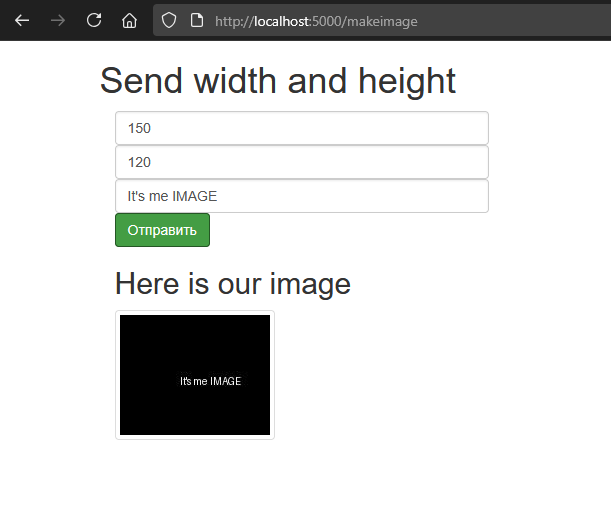 http://localhost:5000/makeimage
Send width and height
150
120
It's me IMAGE
Отправить
Here is our image
It's me IMAGE